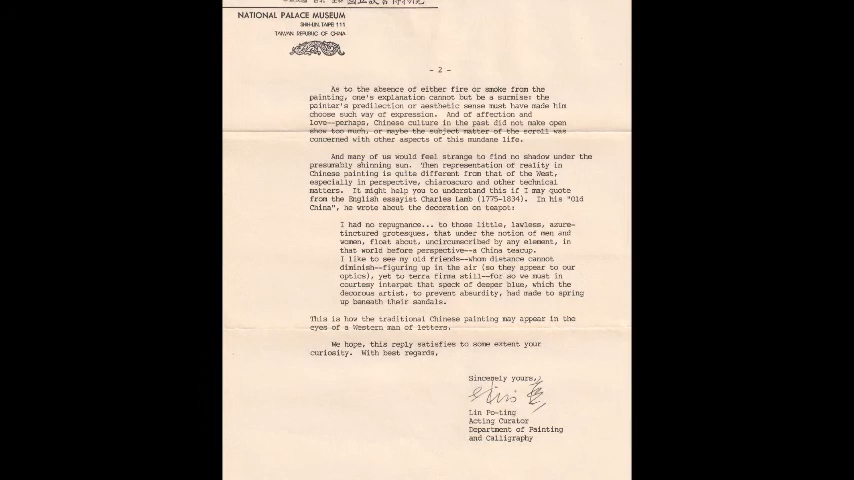 國立故宮博物院
NATIONAL PALACE MUSEUM
SHIH-LIN, TAIPEI 111
TAIWAN REPUBLIC OF CHINA
- 2 -
As to the absence of either fire or smoke from the
painting, one's explanation cannot but be a surmise: the
painter's predilection or aesthetic sense must have made him
choose such way of expression. And of affection and
love--perhaps, Chinese culture in the past did not make open
show too much, or maybe the subject matter of the scroll was
concerned with other aspects of this mundane life.
And many of us would feel strange to find no shadow under the
presumably shinning sun. Then representation of reality in
Chinese painting is quite different from that of the West,
especially in perspective, chiaroscuro and other technical
matters. It might help you to understand this if I may quote
from the English essayist Charles Lamb (1775-1834). In his "Old
China", he wrote about the decoration on teapot:
I had no repugnance... to those Little, lawless, azure-
tinctured grotesques, that under the notion of men and
women, float about, uncircumscribed by any element, in
that world before perspective--a China teacup.
I like to see my old friends--whom distance cannot
diminish--figuring up in the air (so they appear to our
optics), yet to terra firma still--for so we must in
courtesy interpet that speck of deeper blue, which the
decorous artist, to prevent absurdity, had made to spring
up beneath their sandals.
This is how the traditional Chinese painting may appear in the
eyes of a Western man of letters.
We hope, this reply satisfies to some extent your
curiosity. With best regards,
Sincerely yours,
Lin Po-ting
Acting Curator
Department of Painting
and Calligraphy